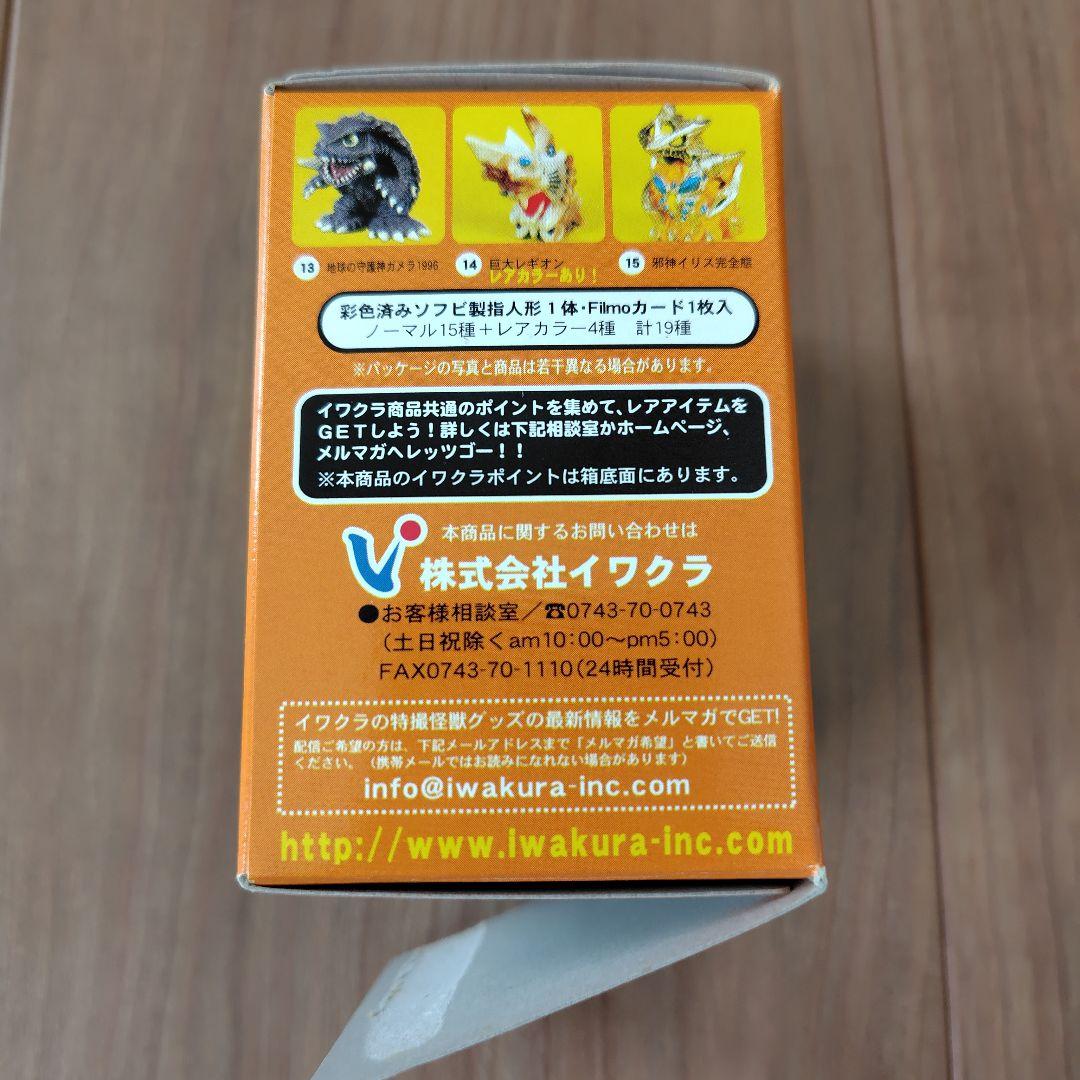 13 地球の守護神ガメラ1996
14 巨大レギオン
レアカラーあり！
15 邪神イリス完全態
彩色済みソフビ製指人形１体・Filmoカード1枚入
ノーマル15種＋レアカラー4種　計19種
※パッケージの写真と商品は若干異なる場合があります。
イワクラ商品共通のポイントを集めて、レアアイテムを
ＧＥＴしよう！詳しくは下記相談室かホームページ、
メルマガへレッツゴー！！
※本商品のイワクラポイントは箱底面にあります。
本商品に関するお問い合わせは
株式会社イワクラ
●お客様相談室／☎0743-70-0743
（土日祝除くam10：00〜pm5：00）
FAX0743-70-1110（24時間受付）
イワクラの特撮怪獣グッズの最新情報をメルマガでGET!
配信ご希望の方は、下記メールアドレスまで「メルマガ希望」と書いてご送信
ください。（携帯メールではお読みになれない場合があります）
info@iwakura-inc.com
http://www.iwakura-inc.com